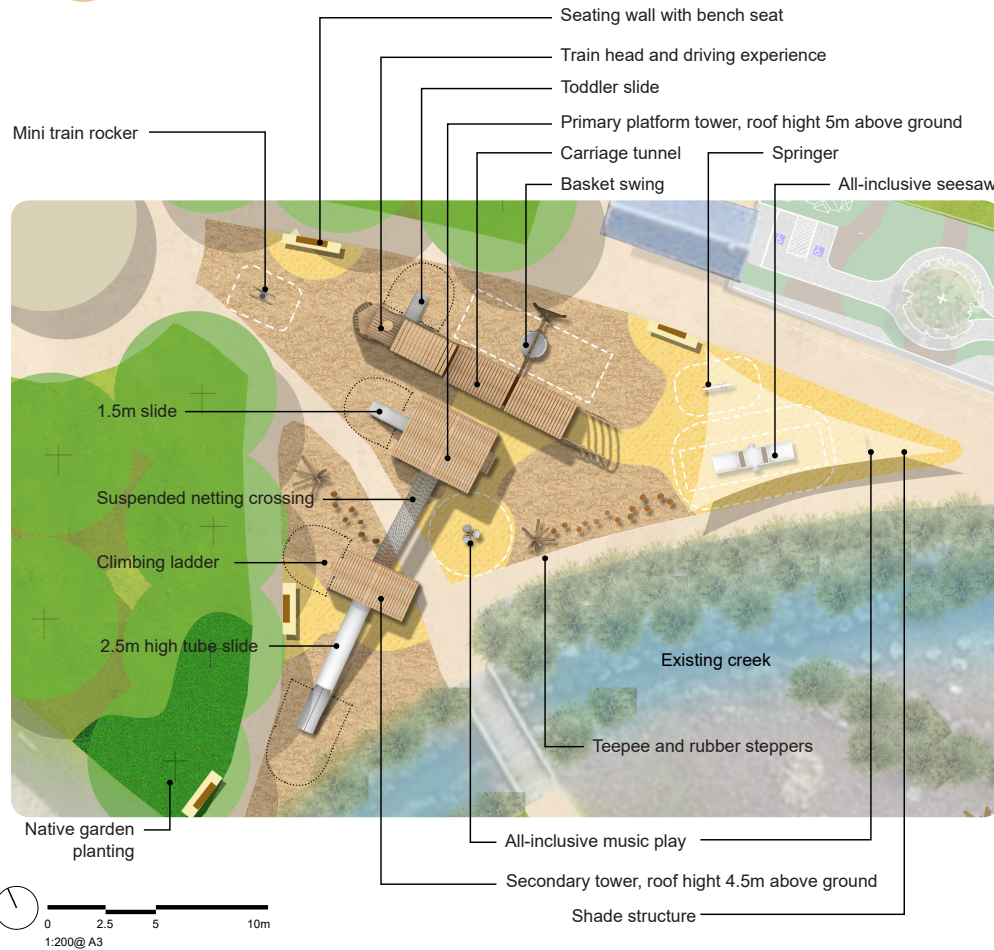 Seating wall with bench seat
Train head and driving experience
Toddler slide
Primary platform tower, roof hight 5m above ground
Mini train rocker
Carriage tunnel
Springer
Basket swing
All-inclusive seesaw
1.5m slide
Suspended netting crossing
Climbing ladder
2.5m high tube slide
Existing creek
Teepee and rubber steppers
Native garden
planting
All-inclusive music play
Secondary tower, roof hight 4.5m above ground
Shade structure
0 2.5 5 10m
1:200@ A3